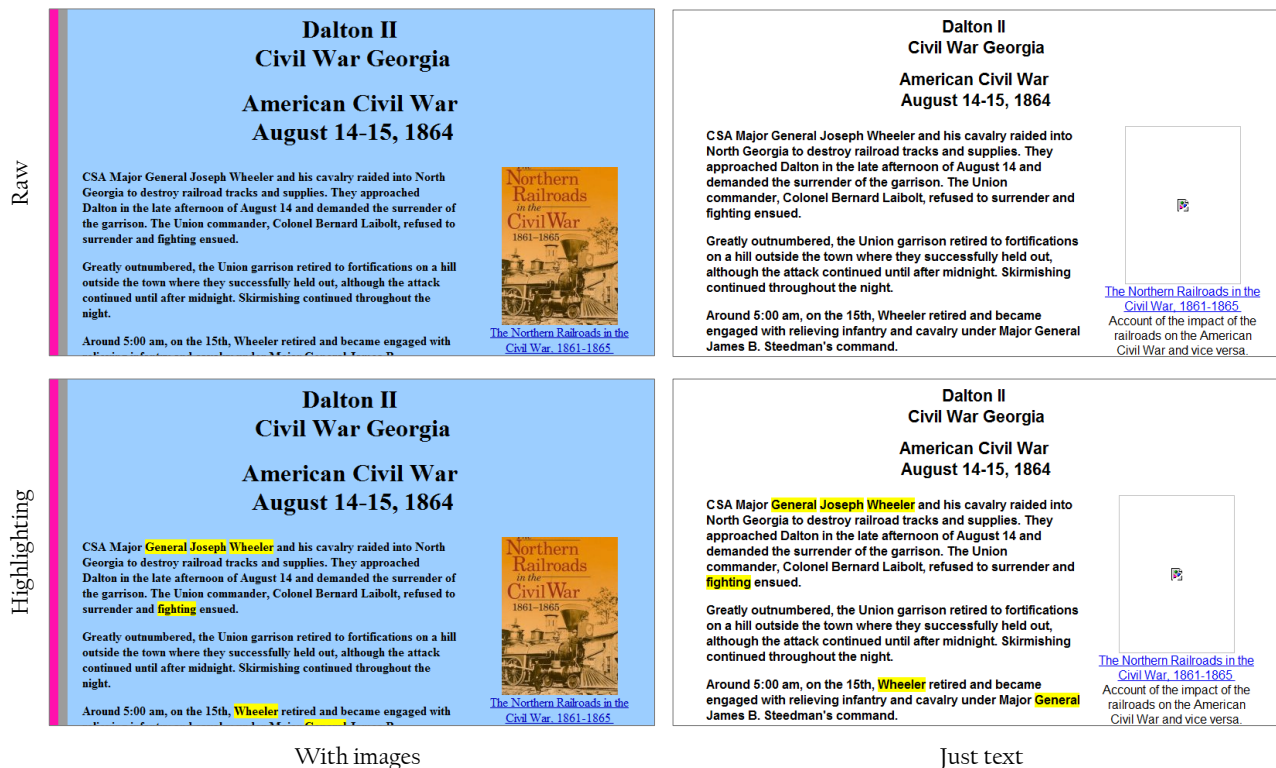 Raw
Dalton II
Civil War Georgia
American Civil War
August 14-15, 1864
CSA Major General Joseph Wheeler and his cavalry raided into North
Georgia to destroy railroad tracks and supplies. They approached
Dalton in the late afternoon of August 14 and demanded the surrender of
the garrison. The Union commander, Colonel Bernard Laibolt, refused to
surrender and fighting ensued.
Greatly outnumbered, the Union garrison retired to fortifications on a hill
outside the town where they successfully held out, although the attack
continued until after midnight. Skirmishing continued throughout the
night.
Around 5:00 am, on the 15th, Wheeler retired and became engaged with
Northern
Railroads
in the
Civil War
1861–1865
The Northern Railroads in the
Civil War, 1861-1865
Dalton II
Civil War Georgia
American Civil War
August 14-15, 1864
CSA Major General Joseph Wheeler and his cavalry raided into
North Georgia to destroy railroad tracks and supplies. They
approached Dalton in the late afternoon of August 14 and
demanded the surrender of the garrison. The Union
commander, Colonel Bernard Laibolt, refused to surrender and
fighting ensued.
Greatly outnumbered, the Union garrison retired to fortifications
on a hill outside the town where they successfully held out,
although the attack continued until after midnight. Skirmishing
continued throughout the night.
Around 5:00 am, on the 15th, Wheeler retired and became
engaged with relieving infantry and cavalry under Major General
James B. Steedman's command.
The Northern Railroads in the
Civil War, 1861-1865
Account of the impact of the
railroads on the American
Civil War and vice versa.
Highlighting
Dalton II
Civil War Georgia
American Civil War
August 14-15, 1864
CSA Major General Joseph Wheeler and his cavalry raided into North
Georgia to destroy railroad tracks and supplies. They approached
Dalton in the late afternoon of August 14 and demanded the surrender of
the garrison. The Union commander, Colonel Bernard Laibolt, refused to
surrender and fighting ensued.
Greatly outnumbered, the Union garrison retired to fortifications on a hill
outside the town where they successfully held out, although the attack
continued until after midnight. Skirmishing continued throughout the
night.
Around 5:00 am, on the 15th, Wheeler retired and became engaged with
Northern
Railroads
in the
Civil War
1861–1865
The Northern Railroads in the
Civil War, 1861-1865
Dalton II
Civil War Georgia
American Civil War
August 14-15, 1864
CSA Major General Joseph Wheeler and his cavalry raided into
North Georgia to destroy railroad tracks and supplies. They
approached Dalton in the late afternoon of August 14 and
demanded the surrender of the garrison. The Union
commander, Colonel Bernard Laibolt, refused to surrender and
fighting ensued.
Greatly outnumbered, the Union garrison retired to fortifications
on a hill outside the town where they successfully held out,
although the attack continued until after midnight. Skirmishing
continued throughout the night.
Around 5:00 am, on the 15th, Wheeler retired and became
engaged with relieving infantry and cavalry under Major General
James B. Steedman's command.
The Northern Railroads in the
Civil War, 1861-1865
Account of the impact of the
railroads on the American
Civil War and vice versa.
With images
Just text